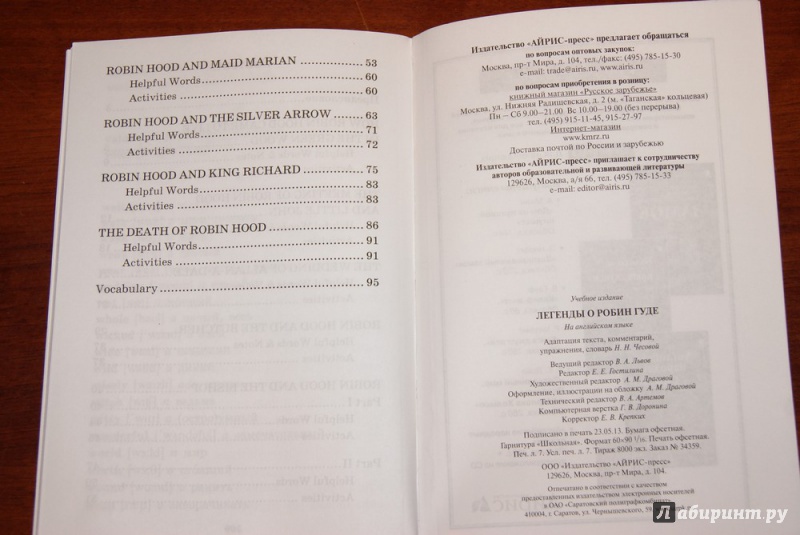 ROBIN HOOD AND MAID MARIAN ................ 53
Helpful Words................ 60
Activities ................ 60
ROBIN HOOD AND THE SILVER ARROW ....... 63
Helpful Words................ 71
Activities ................ 72
ROBIN HOOD AND KING RICHARD ................ 75
Helpful Words................ 83
Activities ................ 83
THE DEATH OF ROBIN HOOD ................ 86
Helpful Words................ 91
Activities ................ 91
Vocabulary ................ 95
Издательство «АЙРИС-пресс» предлагает обращаться
по вопросам оптовых закупок:
Москва, пр-т Мира, д. 104, тел./факс: (495) 785-15-30
e-mail: trade@airis.ru, www.airis.ru
по вопросам приобретения в розницу:
книжный магазин «Русское зарубежье»
Москва, ул. Нижняя Радищевская, д. 2 (м. «Таганская» кольцевая)
Пн – Сб 9.00–21.00 Вс 10.00–19.00 (без перерыва)
тел. (495) 915-11-45, 915-27-97
Интернет-магазин
www.kmrz.ru
Доставка почтой по России и зарубежью
Издательство «АЙРИС-пресс» приглашает к сотрудничеству
авторов образовательной и развивающей литературы
129626, Москва, а/я 66, тел. (495) 785-15-33
e-mail: editor@airis.ru
Учебное издание
ЛЕГЕНДЫ О РОБИН ГУДЕ
На английском языке
Адаптация текста, комментарий,
упражнения, словарь Н. Н. Чесовой
Ведущий редактор В. А. Львов
Редактор Е. Е. Гостилина
Художественный редактор А. М. Драговой
Оформление, иллюстрации на обложку А. М. Драговой
Технический редактор В. А. Артемов
Компьютерная верстка Г. В. Доронина
Корректор Е. В. Крепких
Подписано в печать 23.05.13. Бумага офсетная.
Гарнитура «Школьная». Формат 60×90 1/16. Печать офсетная.
Печ. л. 7. Усл. печ. л. 7. Тираж 8000 экз. Заказ № 34359.
ООО «Издательство «АЙРИС-пресс»
129626, Москва, пр-т Мира, д. 104.
Отпечатано в соответствии с качеством
предоставленных издательством электронных носителей
в ОАО «Саратовский полиграфкомбинат»
410004, г. Саратов, ул. Чернышевского,
Лабиринт.ру